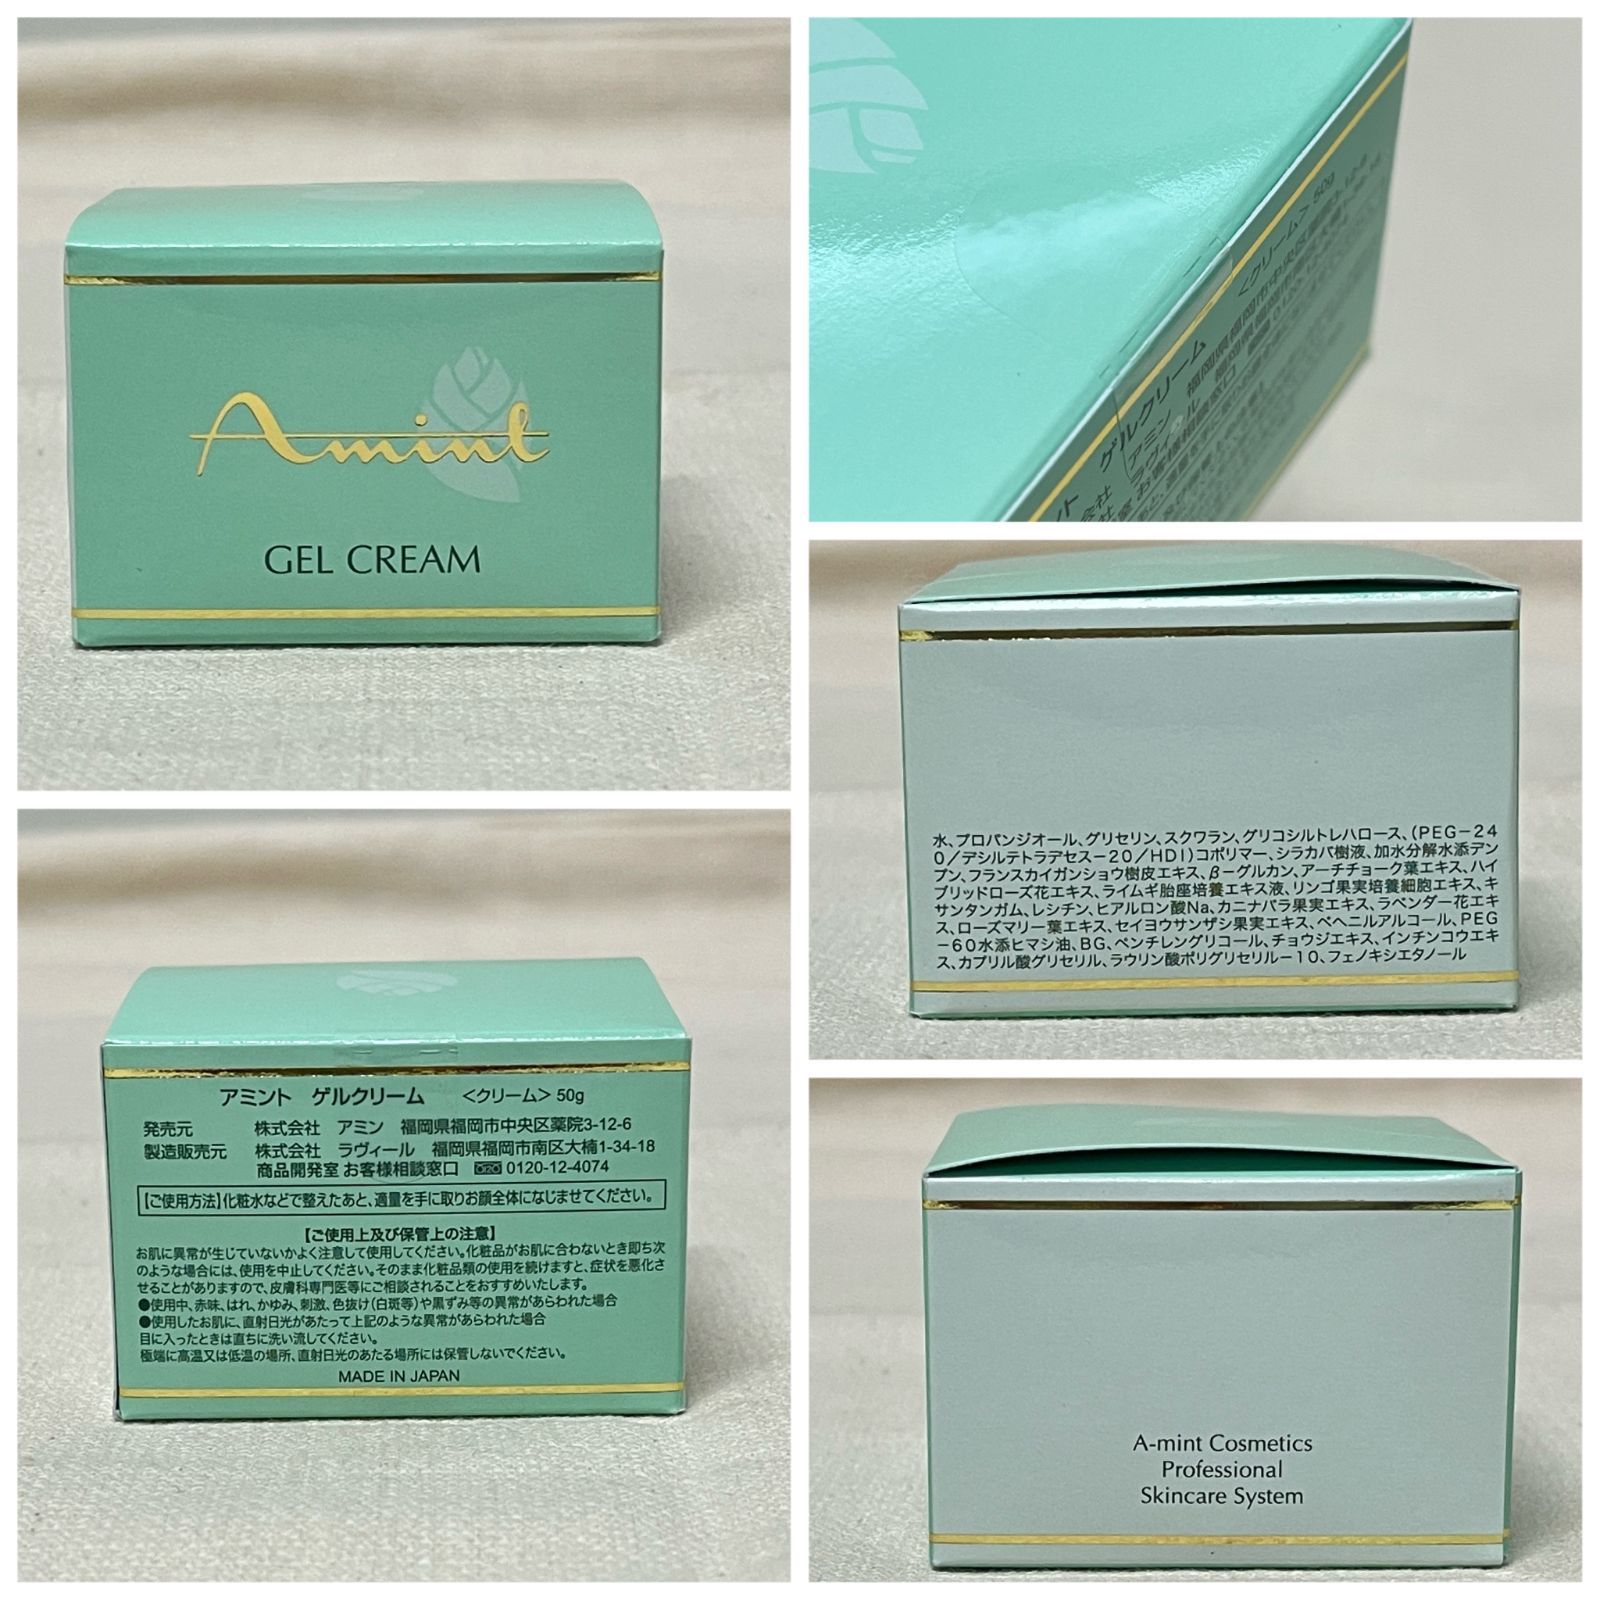 Amint
GEL CREAM
ゲルクリーム
<クリーム> 50g
水、プロパンジオール、グリセリン、スクワラン、グリコシルトレハロース、(PEG-24
0/デシルテトラデセス-20/HDI)コポリマー、シラカバ樹液、加水分解水添デン
プン、フランスカイガンショウ樹皮エキス、β-グルカン、アーチチョーク葉エキス、ハイ
ブリッドローズ花エキス、ライムギ胎座培養エキス液、リンゴ果実培養細胞エキス、キ
サンタンガム、レシチン、ヒアルロン酸Na、カニナバラ果実エキス、ラベンダー花エキ
ス、ローズマリー葉エキス、セイヨウサンザシ果実エキス、ベヘニルアルコール、PEG
-60水添ヒマシ油、BG、ペンチレングリコール、チョウジエキス、インチンコウエキ
ス、カプリル酸グリセリル、ラウリン酸ポリグリセリル-10、フェノキシエタノール
アミント ゲルクリーム <クリーム> 50g
発売元 株式会社 アミン 福岡県福岡市中央区薬院3-12-6
製造販売元 株式会社 ラヴィール 福岡県福岡市南区大楠1-34-18
商品開発室 お客様相談窓口 0120-12-4074
【ご使用方法】化粧水などで整えたあと、適量を手に取りお顔全体になじませてください。
【ご使用上及び保管上の注意】
お肌に異常が生じていないかよく注意して使用してください。化粧品がお肌に合わないとき即ち次
のような場合には、使用を中止してください。そのまま化粧品類の使用を続けますと、症状を悪化さ
せることがありますので、皮膚科専門医等にご相談されることをおすすめいたします。
●使用中、赤味、はれ、かゆみ、刺激、色抜け(白斑等)や黒ずみ等の異常があらわれた場合
●使用したお肌に、直射日光があたって上記のような異常があらわれた場合
目に入ったときは直ちに洗い流してください。
極端に高温又は低温の場所、直射日光のあたる場所には保管しないでください。
MADE IN JAPAN
A-mint Cosmetics
Professional
Skincare System